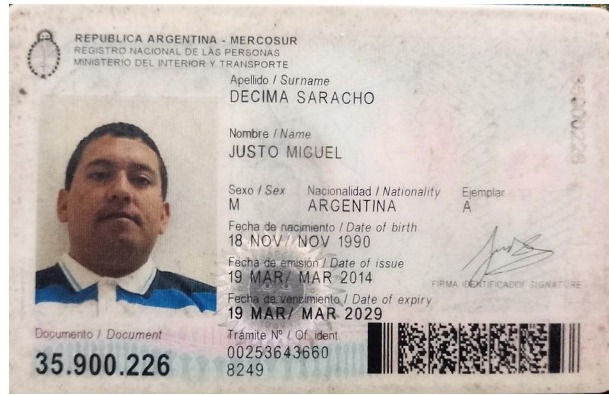 REPUBLICA ARGENTINA - MERCOSUR
REGISTRO NACIONAL DE LAS PERSONAS
MINISTERIO DEL INTERIOR Y TRANSPORTE
Apellido / Surname
DECIMA SARACHO
Nombre / Name
JUSTO MIGUEL
Sexo / Sex Nacionalidad / Nationality Ejemplar
M ARGENTINA A
Fecha de nacimiento / Date of birth
18 NOV/ NOV 1990
Fecha de emisión / Date of issue
19 MAR/ MAR 2014
FIRMA IDENTIFICADO/ SIGNATURE
Fecha de vencimiento / Date of expiry
19 MAR/ MAR 2029
Documento / Document Trámite Nº / Of. ident.
35.900.226 00253643660
8249